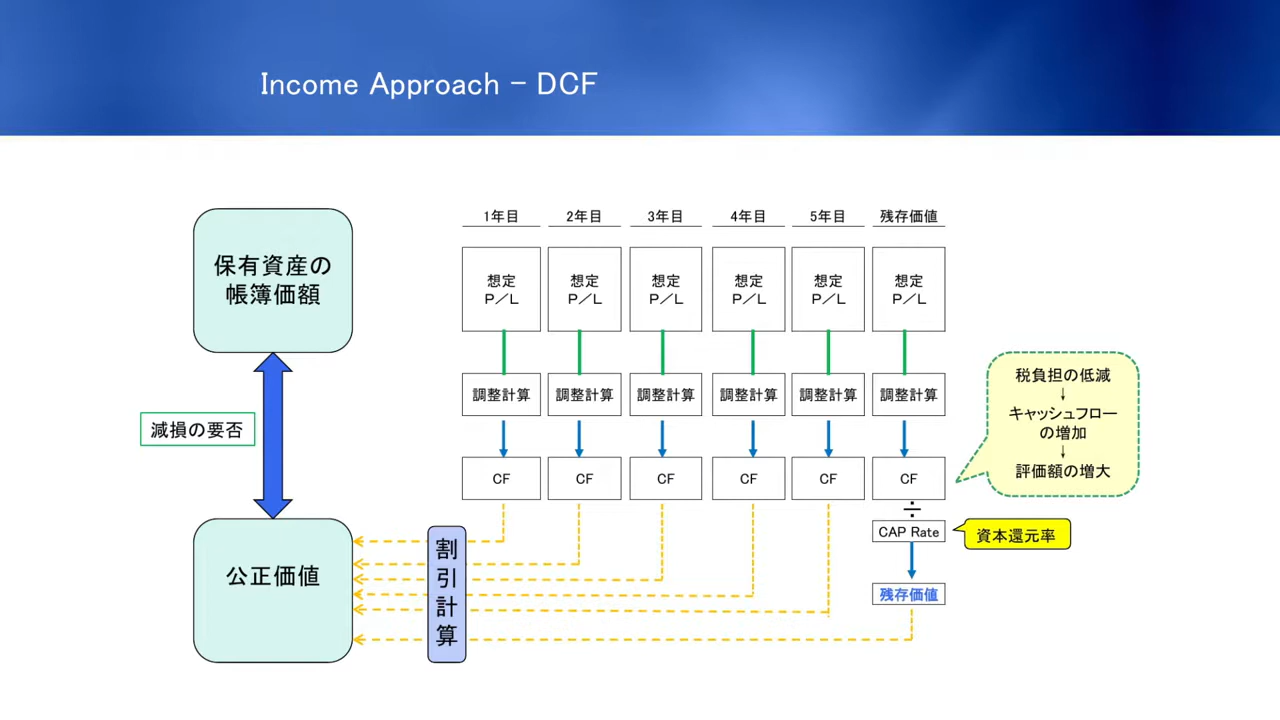 Income Approach − DCF
保有資産の
帳簿価額
減損の要否
公正価値
1年目
2年目
3年目
4年目
5年目
残存価値
想定
P/L
想定
P/L
想定
P/L
想定
P/L
想定
P/L
想定
P/L
調整計算
調整計算
調整計算
調整計算
調整計算
調整計算
CF
CF
CF
CF
CF
CF
÷
CAP Rate
残存価値
割引計算
税負担の低減
↓
キャッシュフロー
の増加
↓
評価額の増大
資本還元率